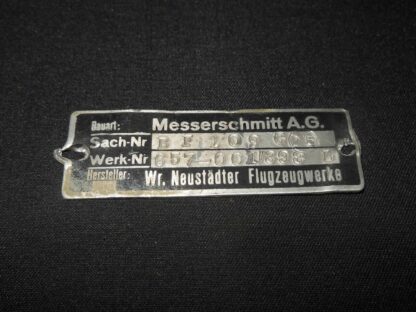 Bauart: Messerschmitt A.G.
Sach-Nr
Werk-Nr
Hersteller: Wr. Neustädter Flugzeugwerke